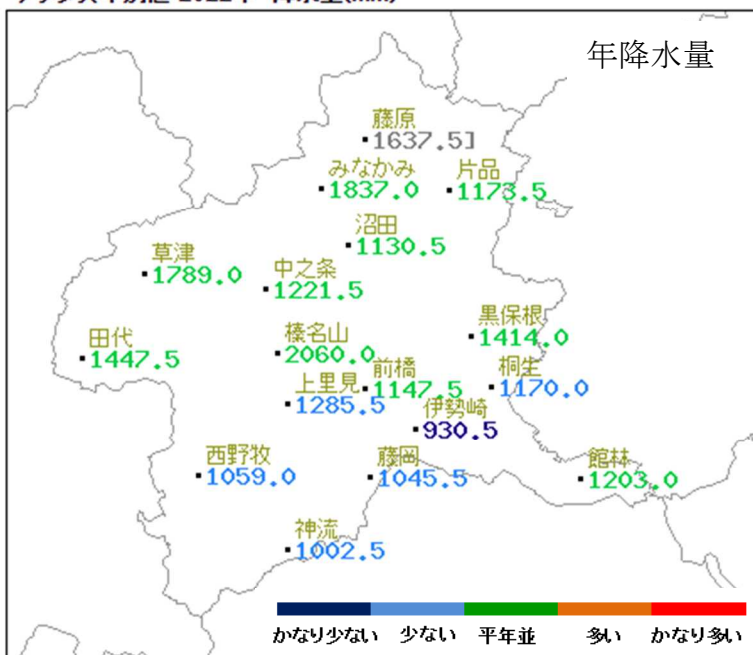 年降水量
藤原
1637.5]
みなかみ
1837.0
片品
1173.5
沼田
1130.5
草津
1789.0
中之条
1221.5
黒保根
1414.0
田代
1447.5
榛名山
2060.0
前橋
1147.5
桐生
1170.0
上里見
1285.5
伊勢崎
930.5
西野牧
1059.0
藤岡
1045.5
館林
1203.0
神流
1002.5
かなり少ない 少ない 平年並 多い かなり多い